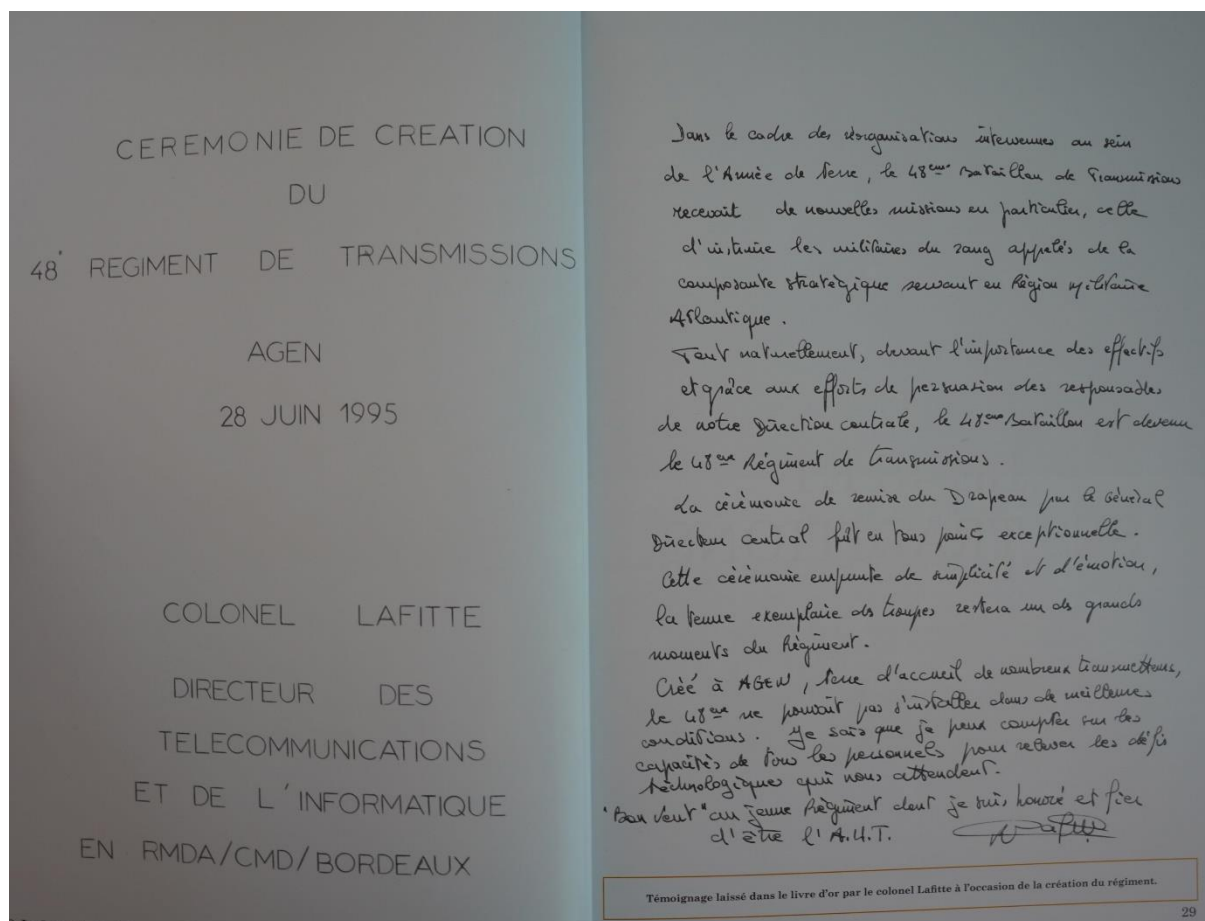 CEREMONIE DE CREATION
DU
48° REGIMENT DE TRANSMISSIONS
AGEN
28 JUIN 1995
COLONEL LAFITTE
DIRECTEUR DES
TELECOMMUNICATIONS
ET DE L'INFORMATIQUE
EN RMDA/CMD/BORDEAUX
Dans le cadre des réorganisations intervenues au sein
de l'Armée de Terre, le 48ème Bataillon de Transmissions
recevait de nouvelles missions en particulier, celle
d'instruire les militaires du rang appelés de la
composante stratégique servant en Région militaire
Atlantique.
Tout naturellement, devant l'importance des effectifs
et grâce aux efforts de persuasion des responsables
de notre Direction centrale, le 48ème Bataillon est devenu
le 48ème Régiment de transmissions.
La cérémonie de remise du Drapeau par le Général
Directeur central fût en tous points exceptionnelle.
Cette cérémonie empunte de simplicité et d'émotion,
la tenue exemplaire des troupes restera un des grands
moments du Régiment.
Créé à AGEN, terre d'accueil de nombreux transmetteurs,
le 48ème ne pouvait pas s'installer dans de meilleures
conditions. Je sais que je peux compter sur les
capacités de tous les personnels pour relever les défis
technologiques qui nous attendent.
"Bon vent" au jeune Régiment dont je suis honoré et fier
d'être l'A.H.T.
Témoignage laissé dans le livre d'or par le colonel Lafitte à l'occasion de la création du régiment.
29